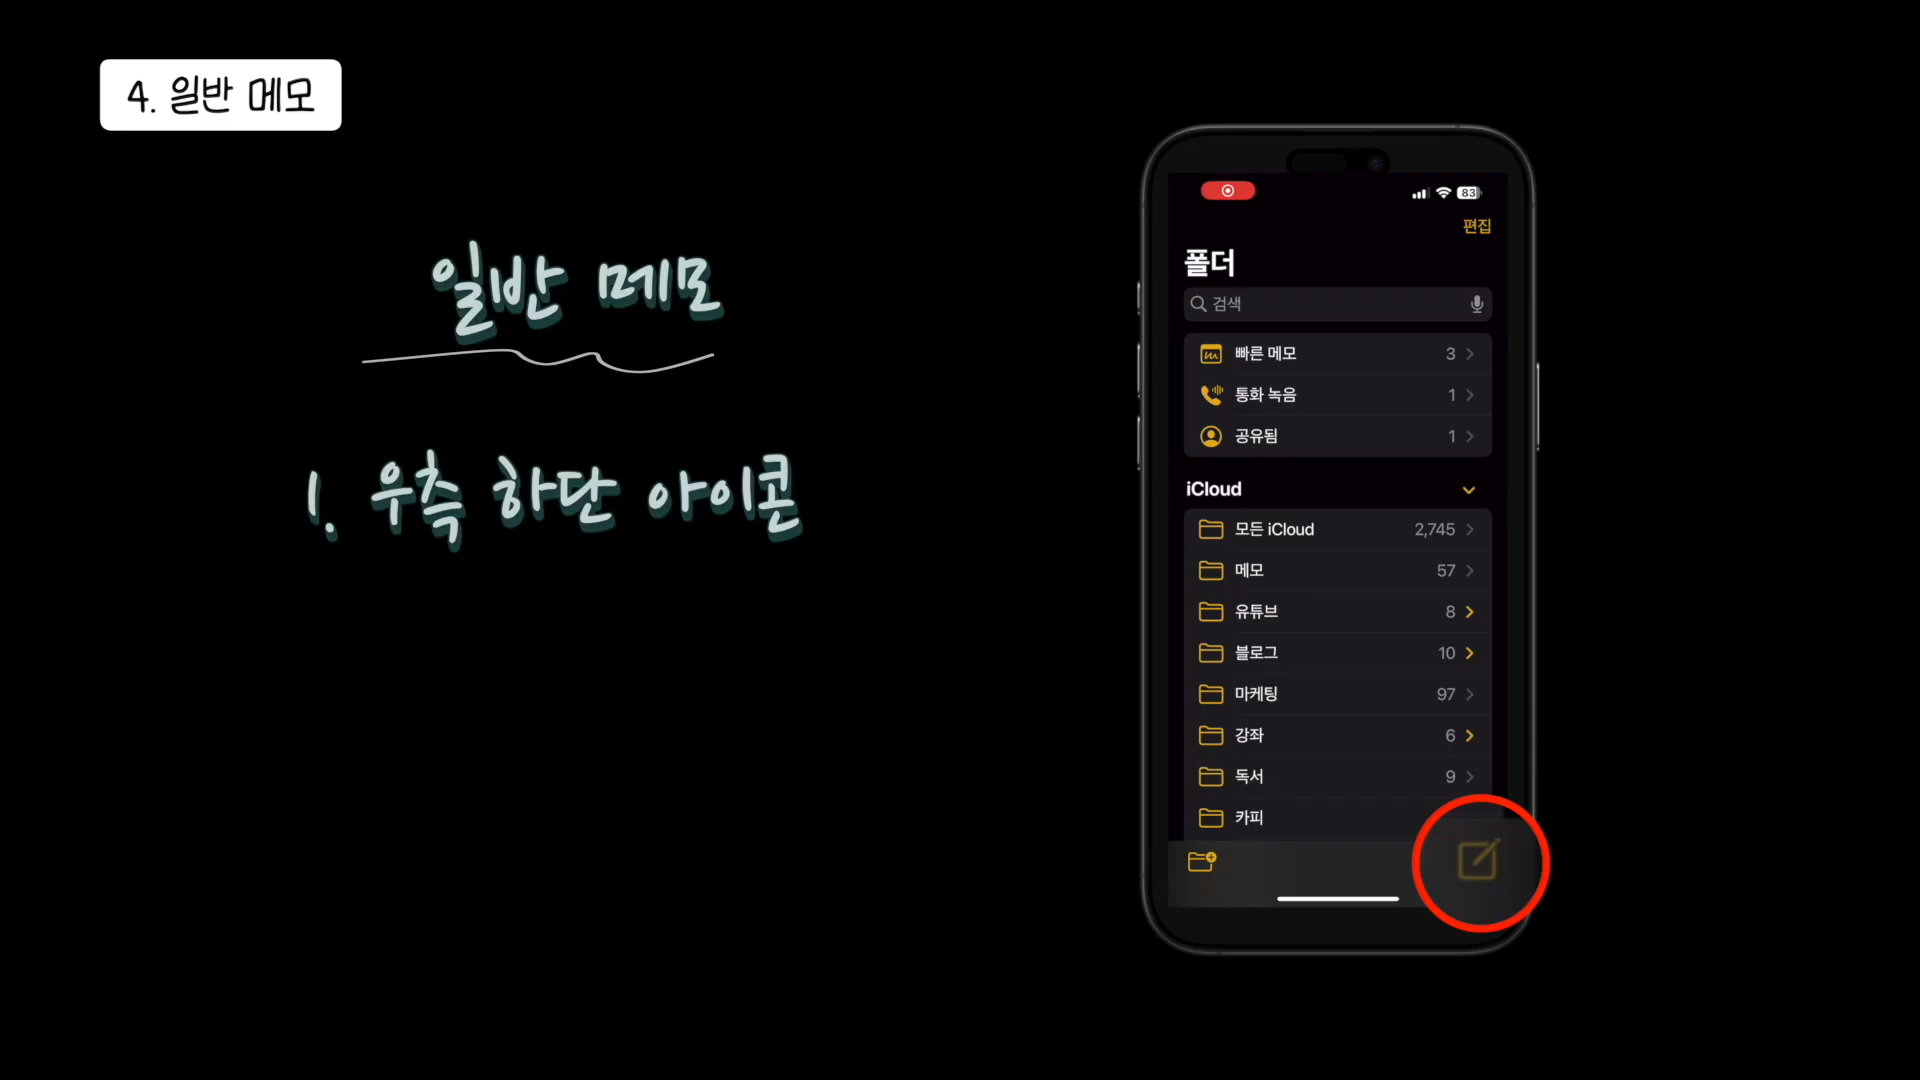 4. 일반 메모
일반 메모
1. 우측 하단 아이콘
83
편집
폴더
검색
빠른 메모 3
통화 녹음 1
공유됨 1
iCloud
모든 iCloud 2,745
메모 57
유튜브 8
블로그 10
마케팅 97
강좌 6
독서 9
카피